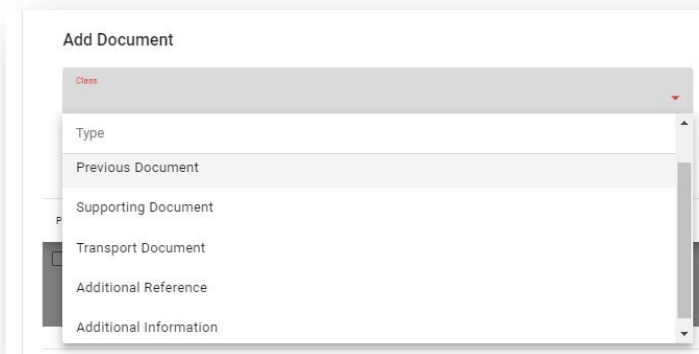 Add Document
Class
Type
Previous Document
Supporting Document
P
Transport Document
Additional Reference
Additional Information